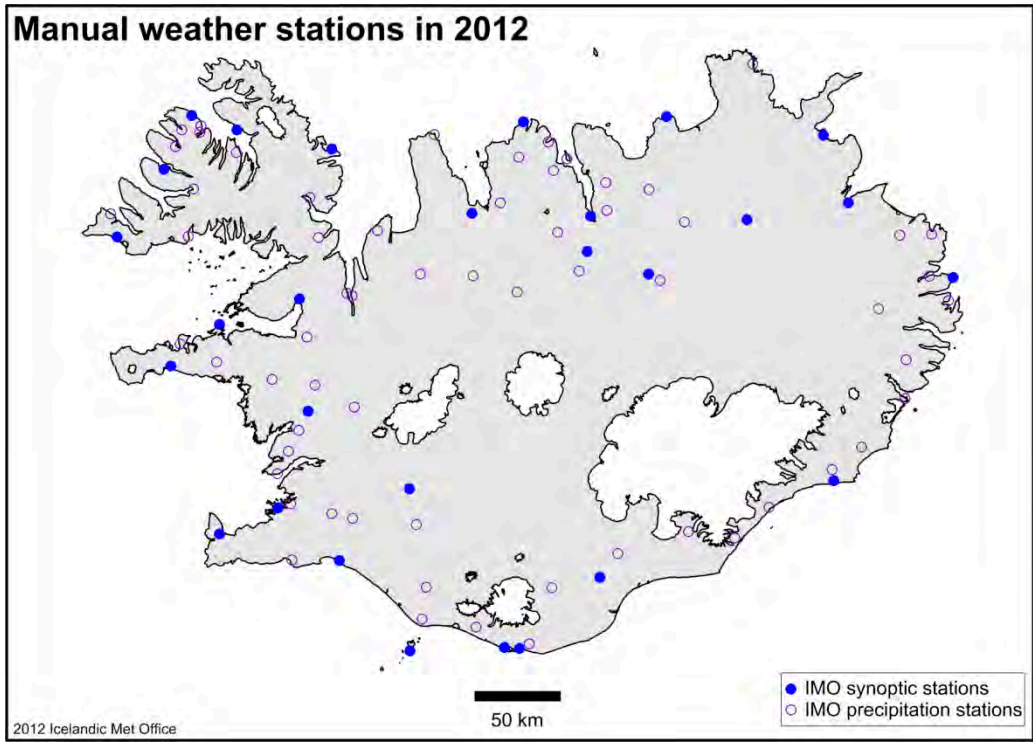 Manual weather stations in 2012
IMO synoptic stations
IMO precipitation stations
50 km
2012 Icelandic Met Office